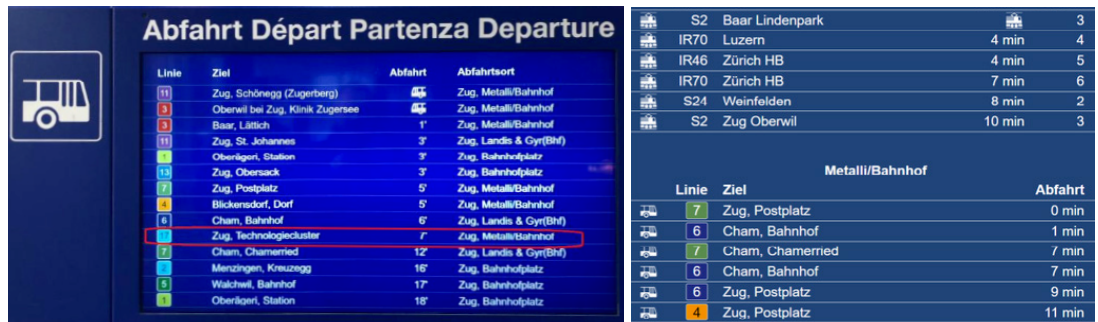 Abfahrt Départ Partenza Departure
Linie Ziel Abfahrt Abfahrtsort
11 Zug, Schönegg (Zugerberg) Zug, Metalli/Bahnhof
3 Oberwil bei Zug, Klinik Zugersee Zug, Metalli/Bahnhof
3 Baar, Lättich 1' Zug, Metalli/Bahnhof
11 Zug, St. Johannes 3' Zug, Landis & Gyr(Bhf)
1 Oberägeri, Station 3' Zug, Bahnhofplatz
13 Zug, Obersack 3' Zug, Bahnhofplatz
7 Zug, Postplatz 5' Zug, Metalli/Bahnhof
4 Blickensdorf, Dorf 5' Zug, Metalli/Bahnhof
6 Cham, Bahnhof 6' Zug, Landis & Gyr(Bhf)
Zug, Technologiecluster 7' Zug, Metalli/Bahnhof
7 Cham, Chamerried 12' Zug, Landis & Gyr(Bhf)
2 Menzingen, Kreuzegg 16' Zug, Bahnhofplatz
5 Walchwil, Bahnhof 17' Zug, Bahnhofplatz
1 Oberägeri, Station 18' Zug, Bahnhofplatz
S2 Baar Lindenpark 3
IR70 Luzern 4 min 4
IR46 Zürich HB 4 min 5
IR70 Zürich HB 7 min 6
S24 Weinfelden 8 min 2
S2 Zug Oberwil 10 min 3
Metalli/Bahnhof
Linie Ziel Abfahrt
7 Zug, Postplatz 0 min
6 Cham, Bahnhof 1 min
7 Cham, Chamerried 7 min
6 Cham, Bahnhof 7 min
6 Zug, Postplatz 9 min
4 Zug, Postplatz 11 min